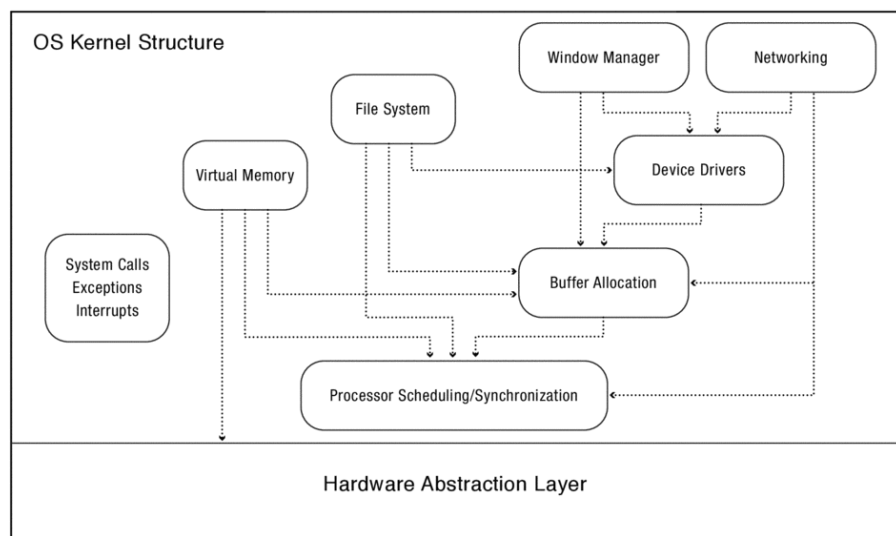 OS Kernel Structure
Window Manager
Networking
File System
Device Drivers
Virtual Memory
System Calls
Exceptions
Interrupts
Buffer Allocation
Processor Scheduling/Synchronization
Hardware Abstraction Layer